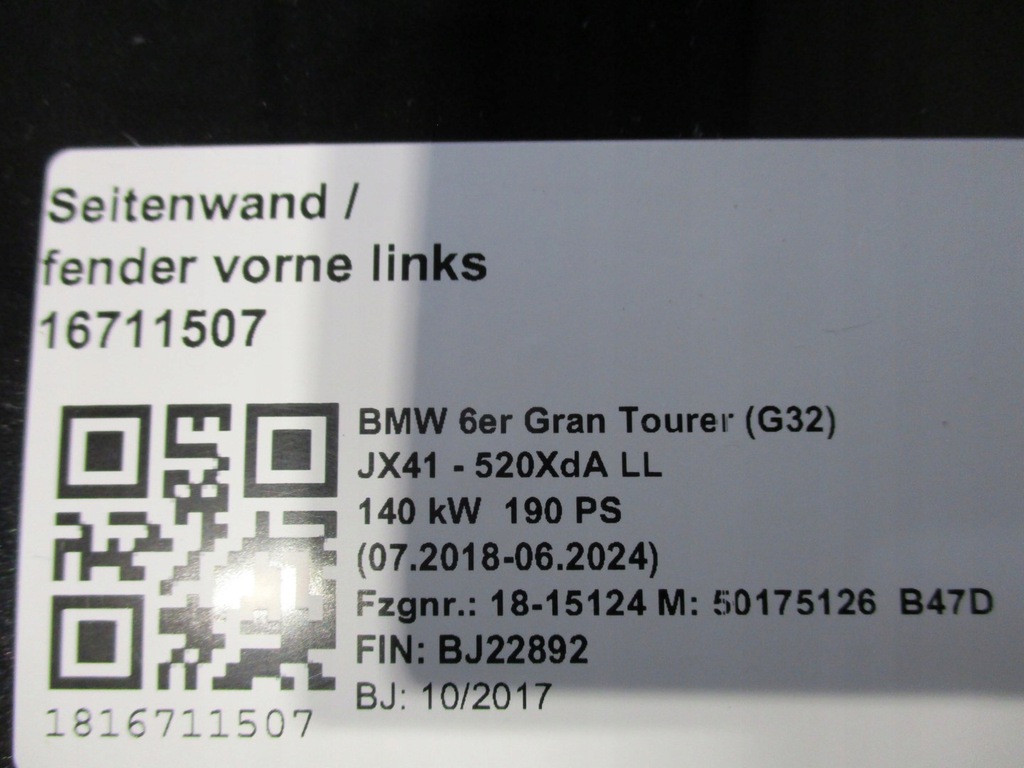 Seitenwand /
fender vorne links
16711507
BMW 6er Gran Tourer (G32)
JX41 - 520XdA LL
140 kW 190 PS
(07.2018-06.2024)
Fzgnr.: 18-15124 M: 50175126 B47D
FIN: BJ22892
BJ: 10/2017
1816711507